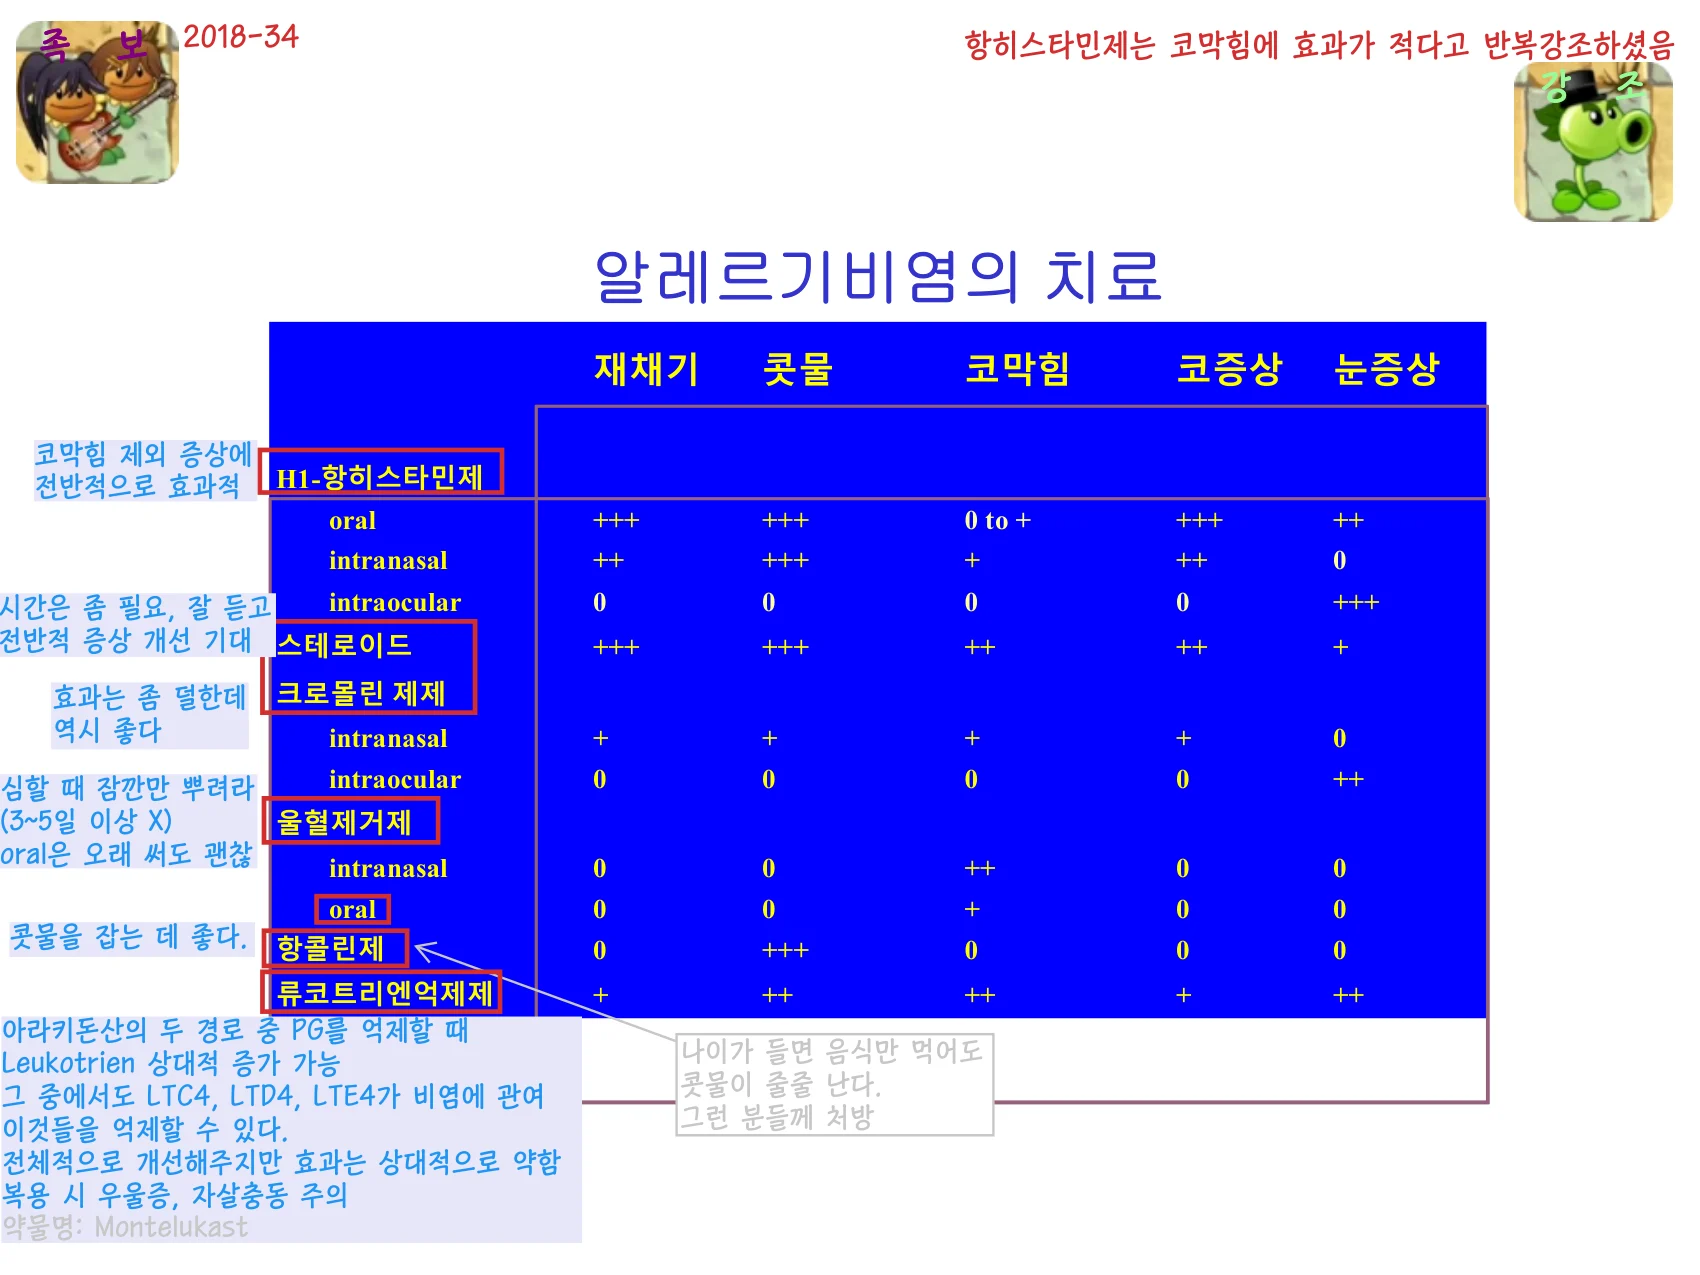 족 보
2018-34
항히스타민제는 코막힘에 효과가 적다고 반복강조하셨음
강 조
알레르기비염의 치료
재채기 콧물 코막힘 코증상 눈증상
코막힘 제외 증상에
전반적으로 효과적
H1-항히스타민제
oral +++ +++ 0 to + +++ ++
intranasal ++ +++ + ++ 0
intraocular 0 0 0 0 +++
시간은 좀 필요, 잘 듣고
전반적 증상 개선 기대
스테로이드 +++ +++ ++ ++ +
효과는 좀 덜한데
역시 좋다
크로몰린 제제
intranasal + + + + 0
intraocular 0 0 0 0 ++
심할 때 잠깐만 뿌려라
(3~5일 이상 X)
oral은 오래 써도 괜찮
울혈제거제
intranasal 0 0 ++ 0 0
oral 0 0 + 0 0
콧물을 잡는 데 좋다.
항콜린제 0 +++ 0 0 0
류코트리엔억제제 + ++ ++ + ++
아라키돈산의 두 경로 중 PG를 억제할 때
Leukotrien 상대적 증가 가능
그 중에서도 LTC4, LTD4, LTE4가 비염에 관여
이것들을 억제할 수 있다.
전체적으로 개선해주지만 효과는 상대적으로 약함
복용 시 우울증, 자살충동 주의
약물명: Montelukast
나이가 들면 음식만 먹어도
콧물이 줄줄 난다.
그런 분들께 처방